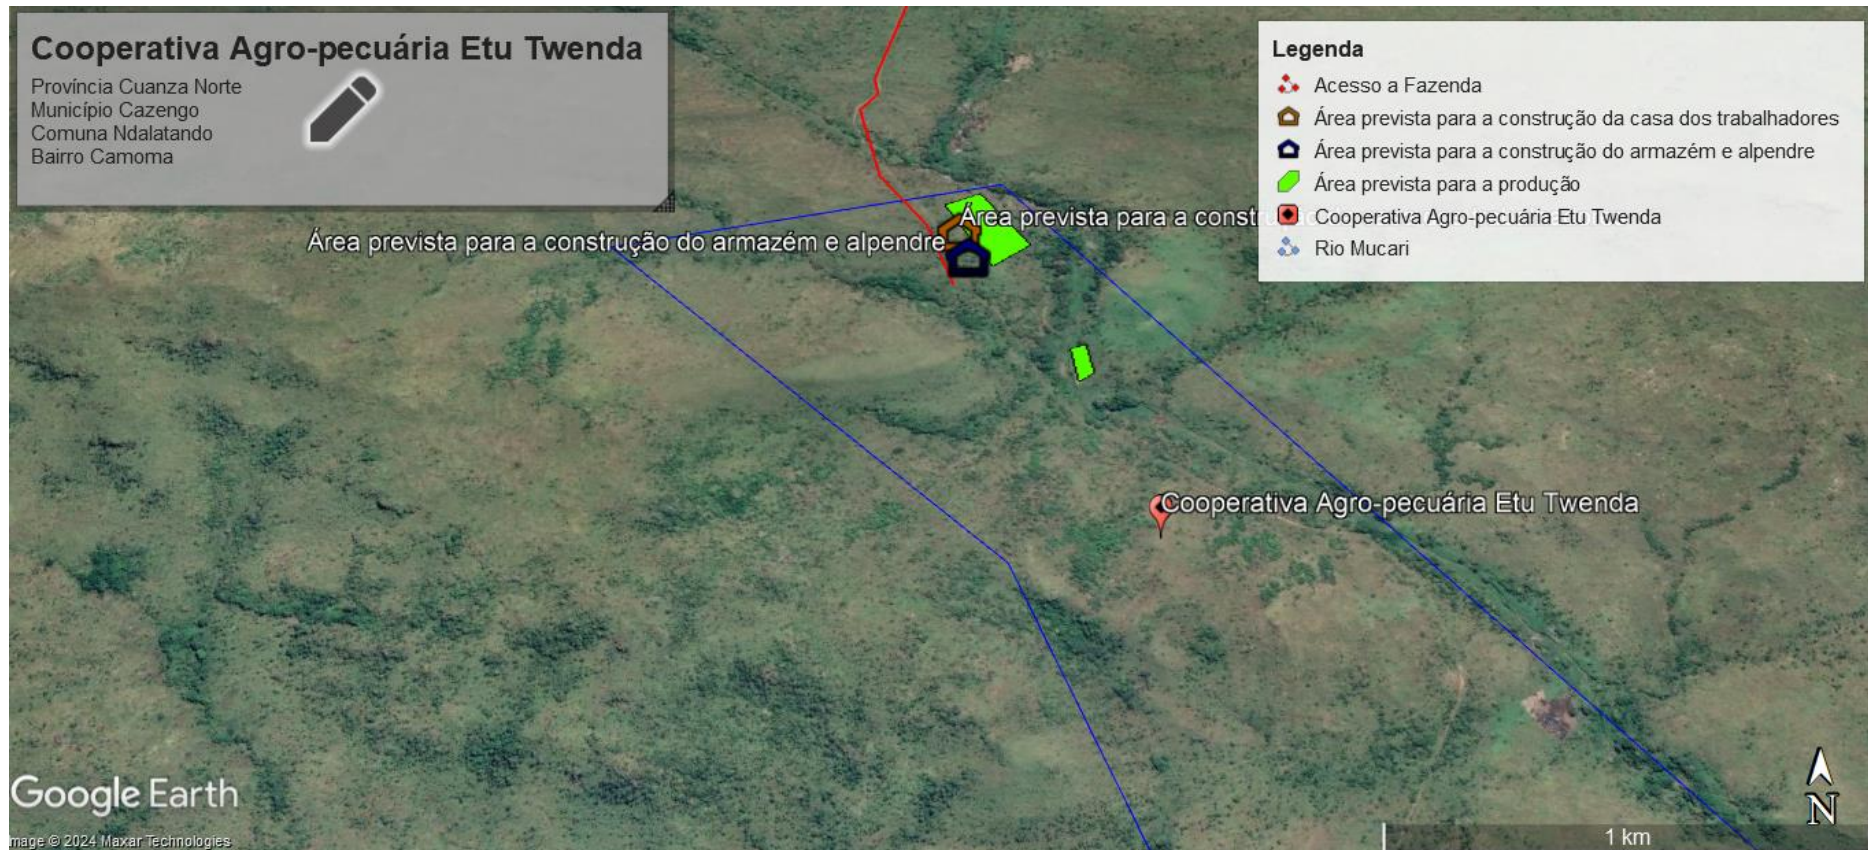 Cooperativa Agro-pecuária Etu Twenda
Província Cuanza Norte
Município Cazengo
Comuna Ndalatando
Bairro Camoma
Legenda
Acesso a Fazenda
Área prevista para a construção da casa dos trabalhadores
Área prevista para a construção do armazém e alpendre
Área prevista para a produção
Cooperativa Agro-pecuária Etu Twenda
Rio Mucari
Área prevista para a constru
Área prevista para a construção do armazém e alpendre
Cooperativa Agro-pecuária Etu Twenda
Google Earth
mage © 2024 Maxar Technologies
N
1 km